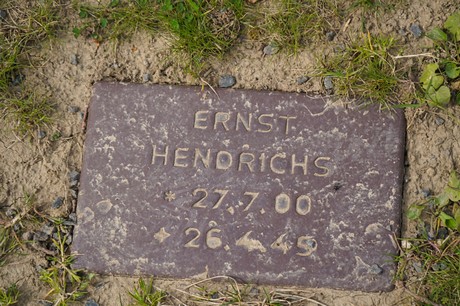 ERNST
HENDRICHS
* 27.7.00
✝ 26.4.45